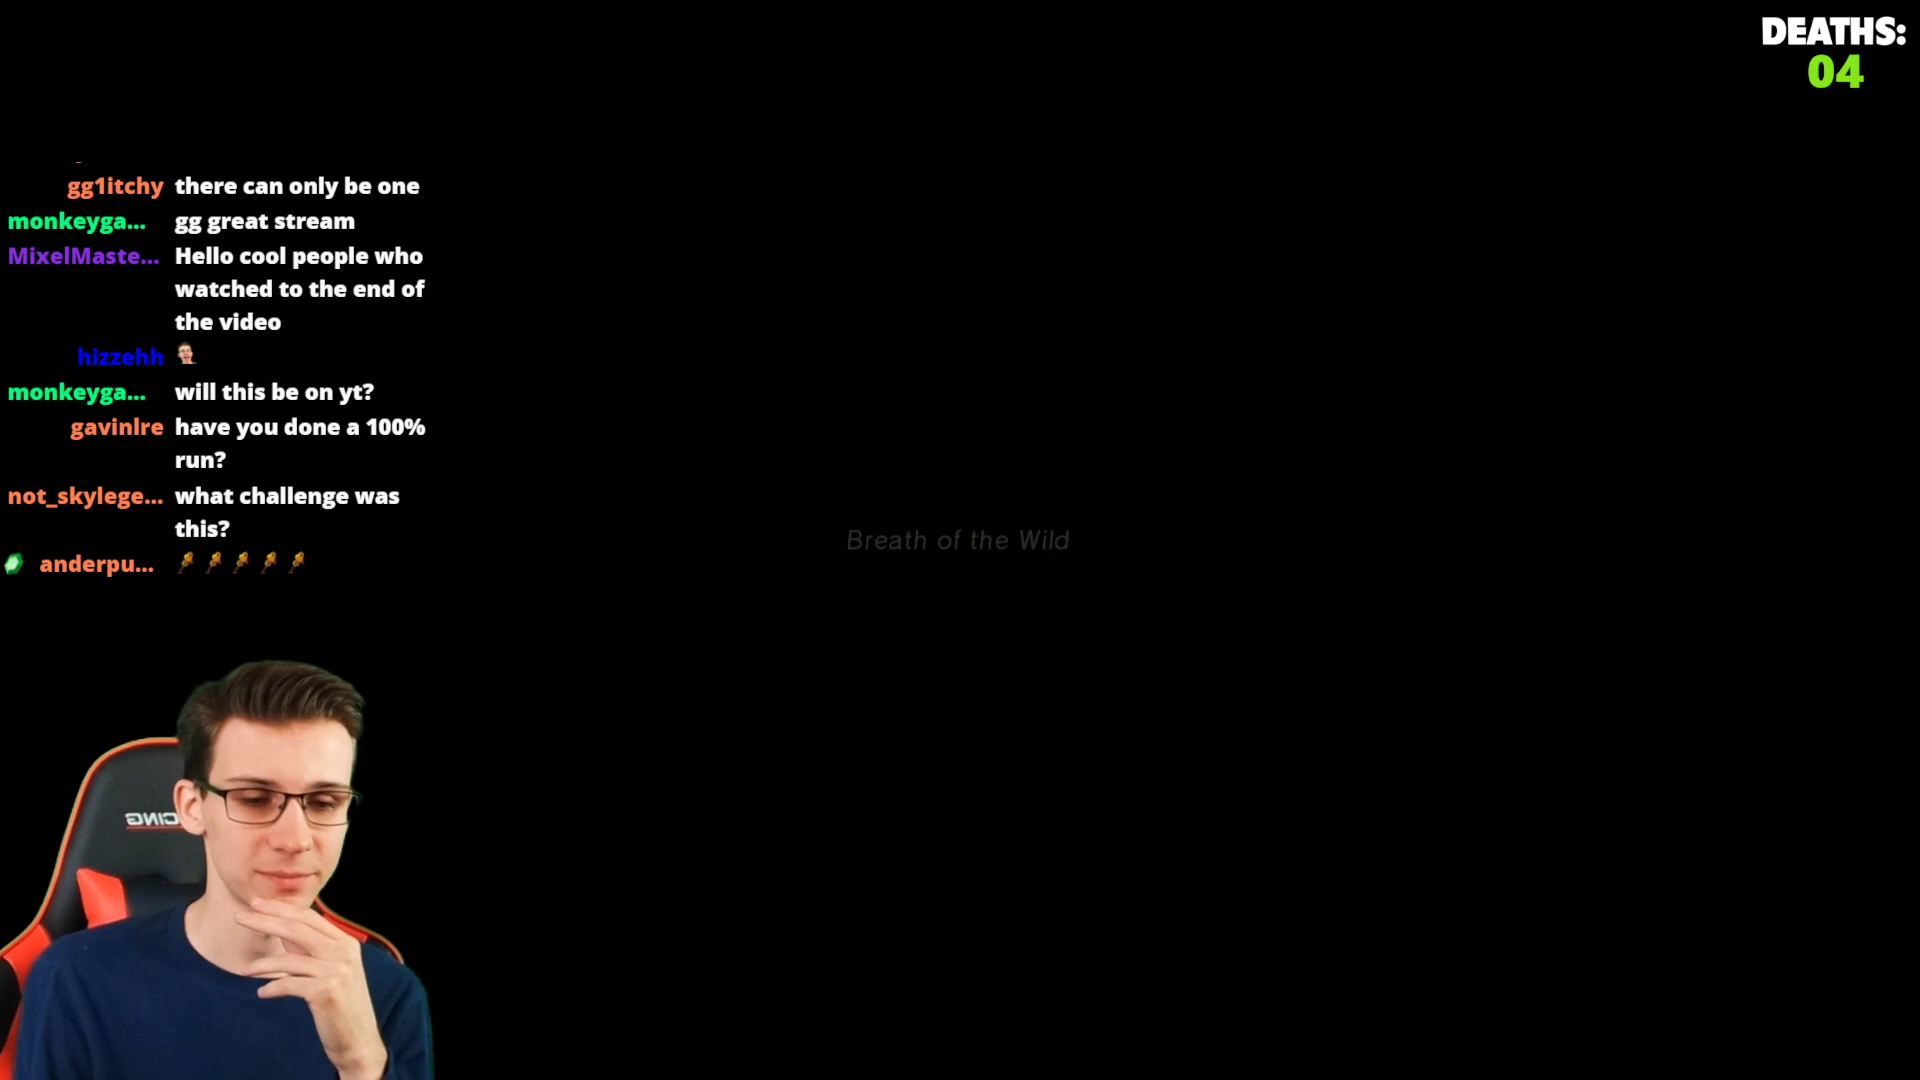 DEATHS:
04
gg1itchy there can only be one
monkeyga... gg great stream
MixelMaste... Hello cool people who
watched to the end of
the video
hizzehh
monkeyga... will this be on yt?
gavinlre have you done a 100%
run?
not_skylege... what challenge was
this?
Breath of the Wild
anderpu...